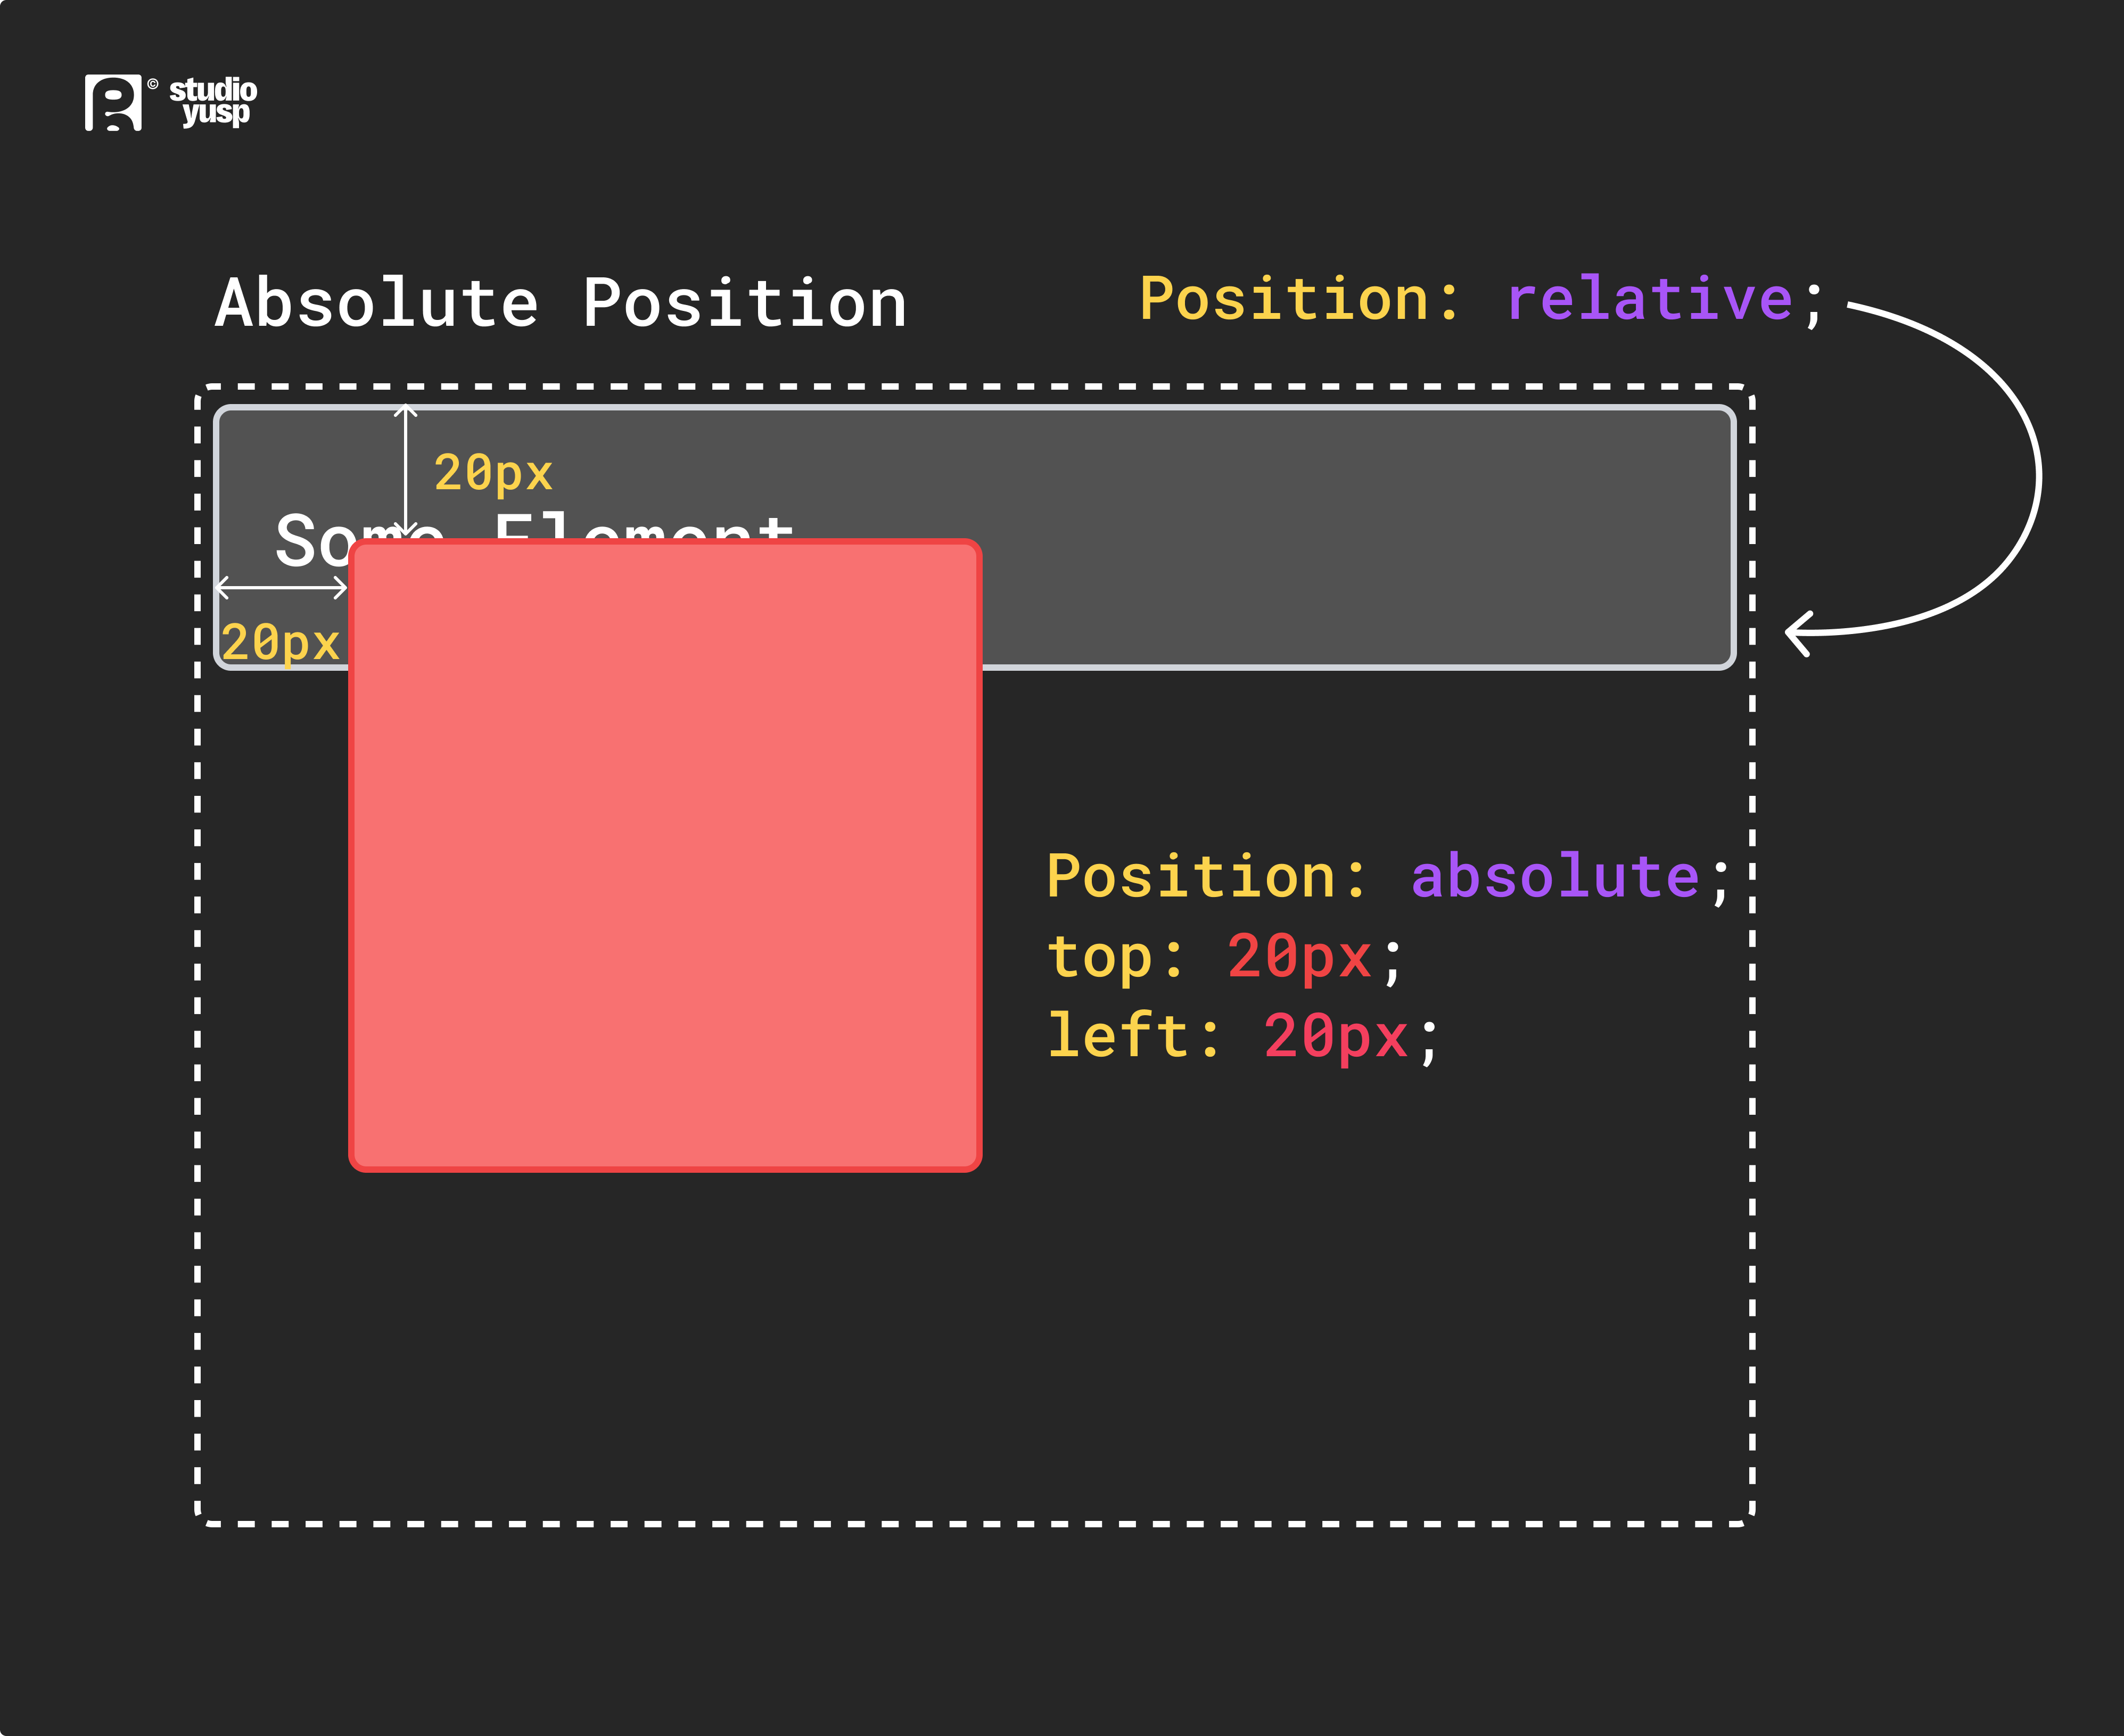 ©
studio
yusp
Absolute Position
Position: relative;
20px
Some Element
20px
Position: absolute;
top: 20px;
left: 20px;